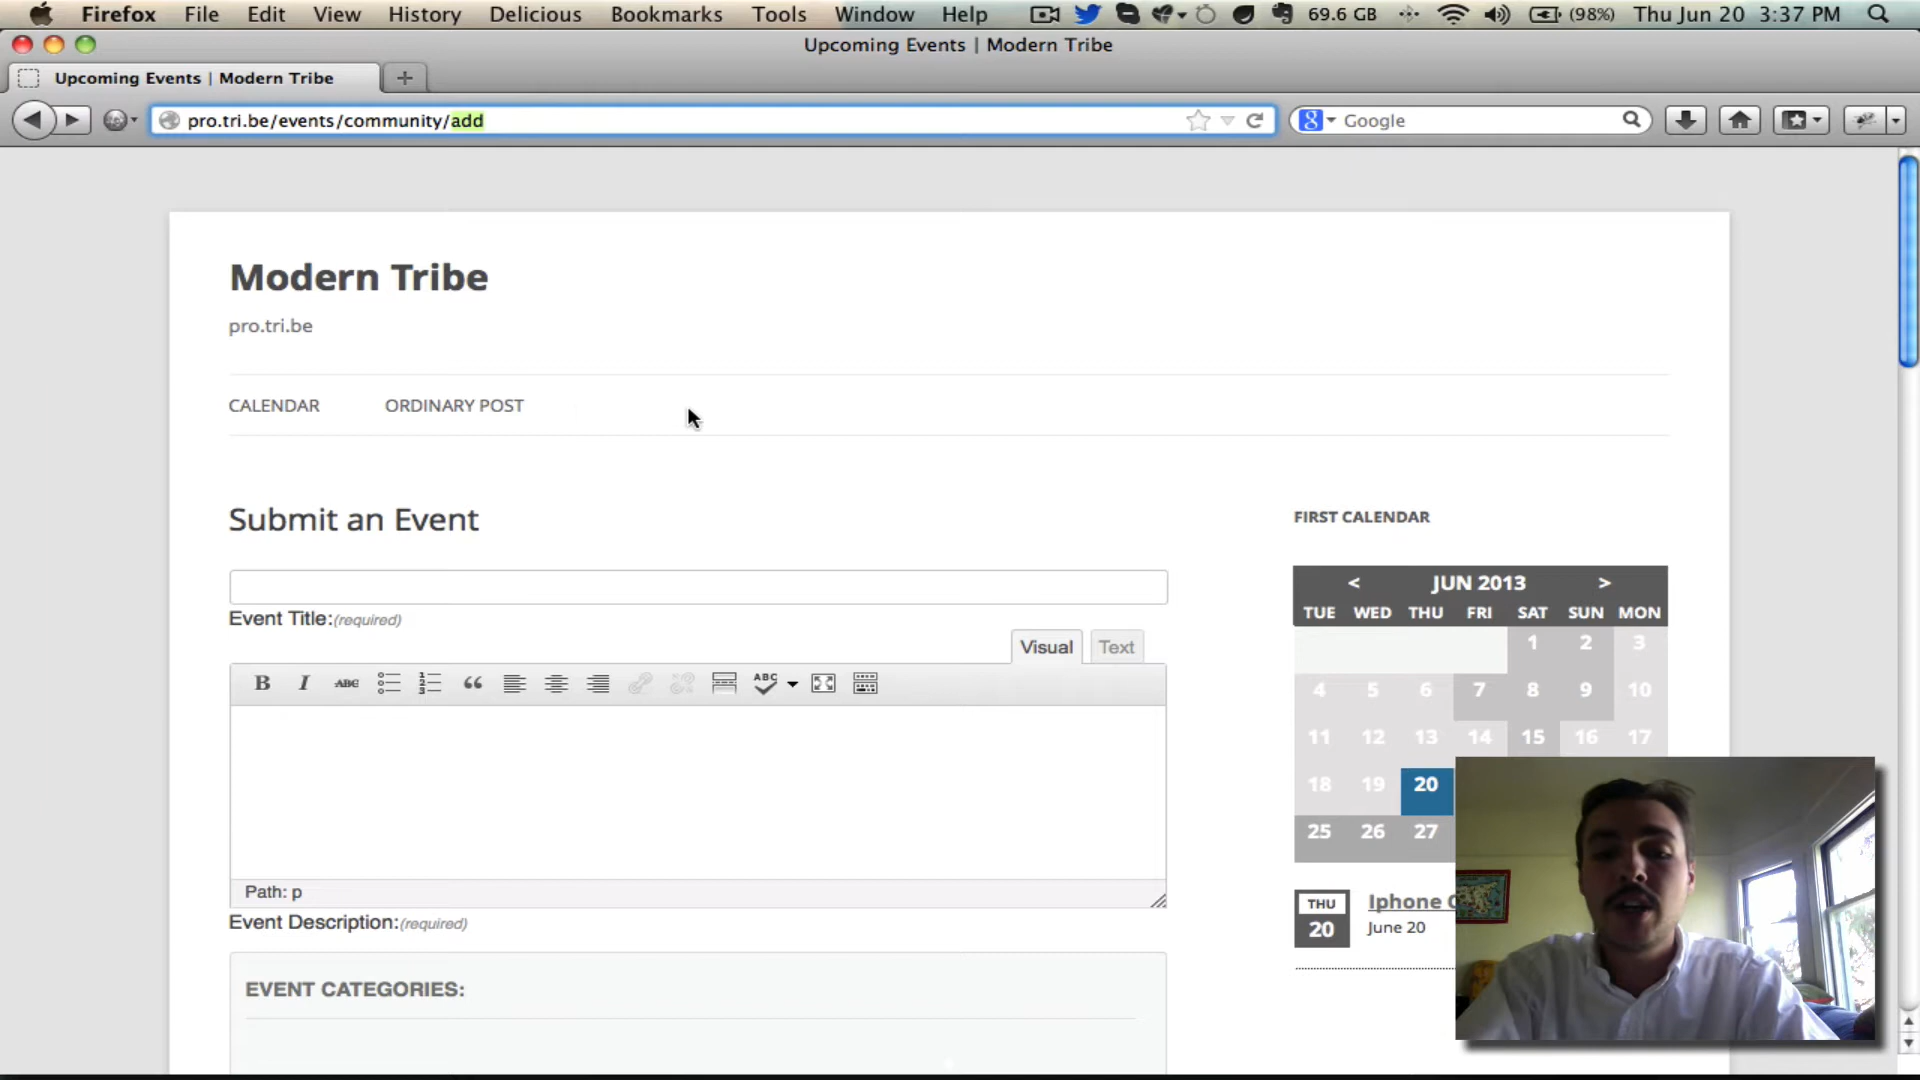 Firefox File Edit View History Delicious Bookmarks Tools Window Help 69.6 GB (98%) Thu Jun 20 3:37 PM
Upcoming Events | Modern Tribe
Upcoming Events | Modern Tribe
pro.tri.be/events/community/add
Google
Modern Tribe
pro.tri.be
CALENDAR ORDINARY POST
Submit an Event
Event Title:(required)
Visual Text
B I ABC ABC
Path: p
Event Description:(required)
EVENT CATEGORIES:
FIRST CALENDAR
< JUN 2013 >
TUE WED THU FRI SAT SUN MON
1 2 3
4 5 6 7 8 9 10
11 12 13 14 15 16 17
18 19 20
25 26 27
THU
20
Iphone
June 20